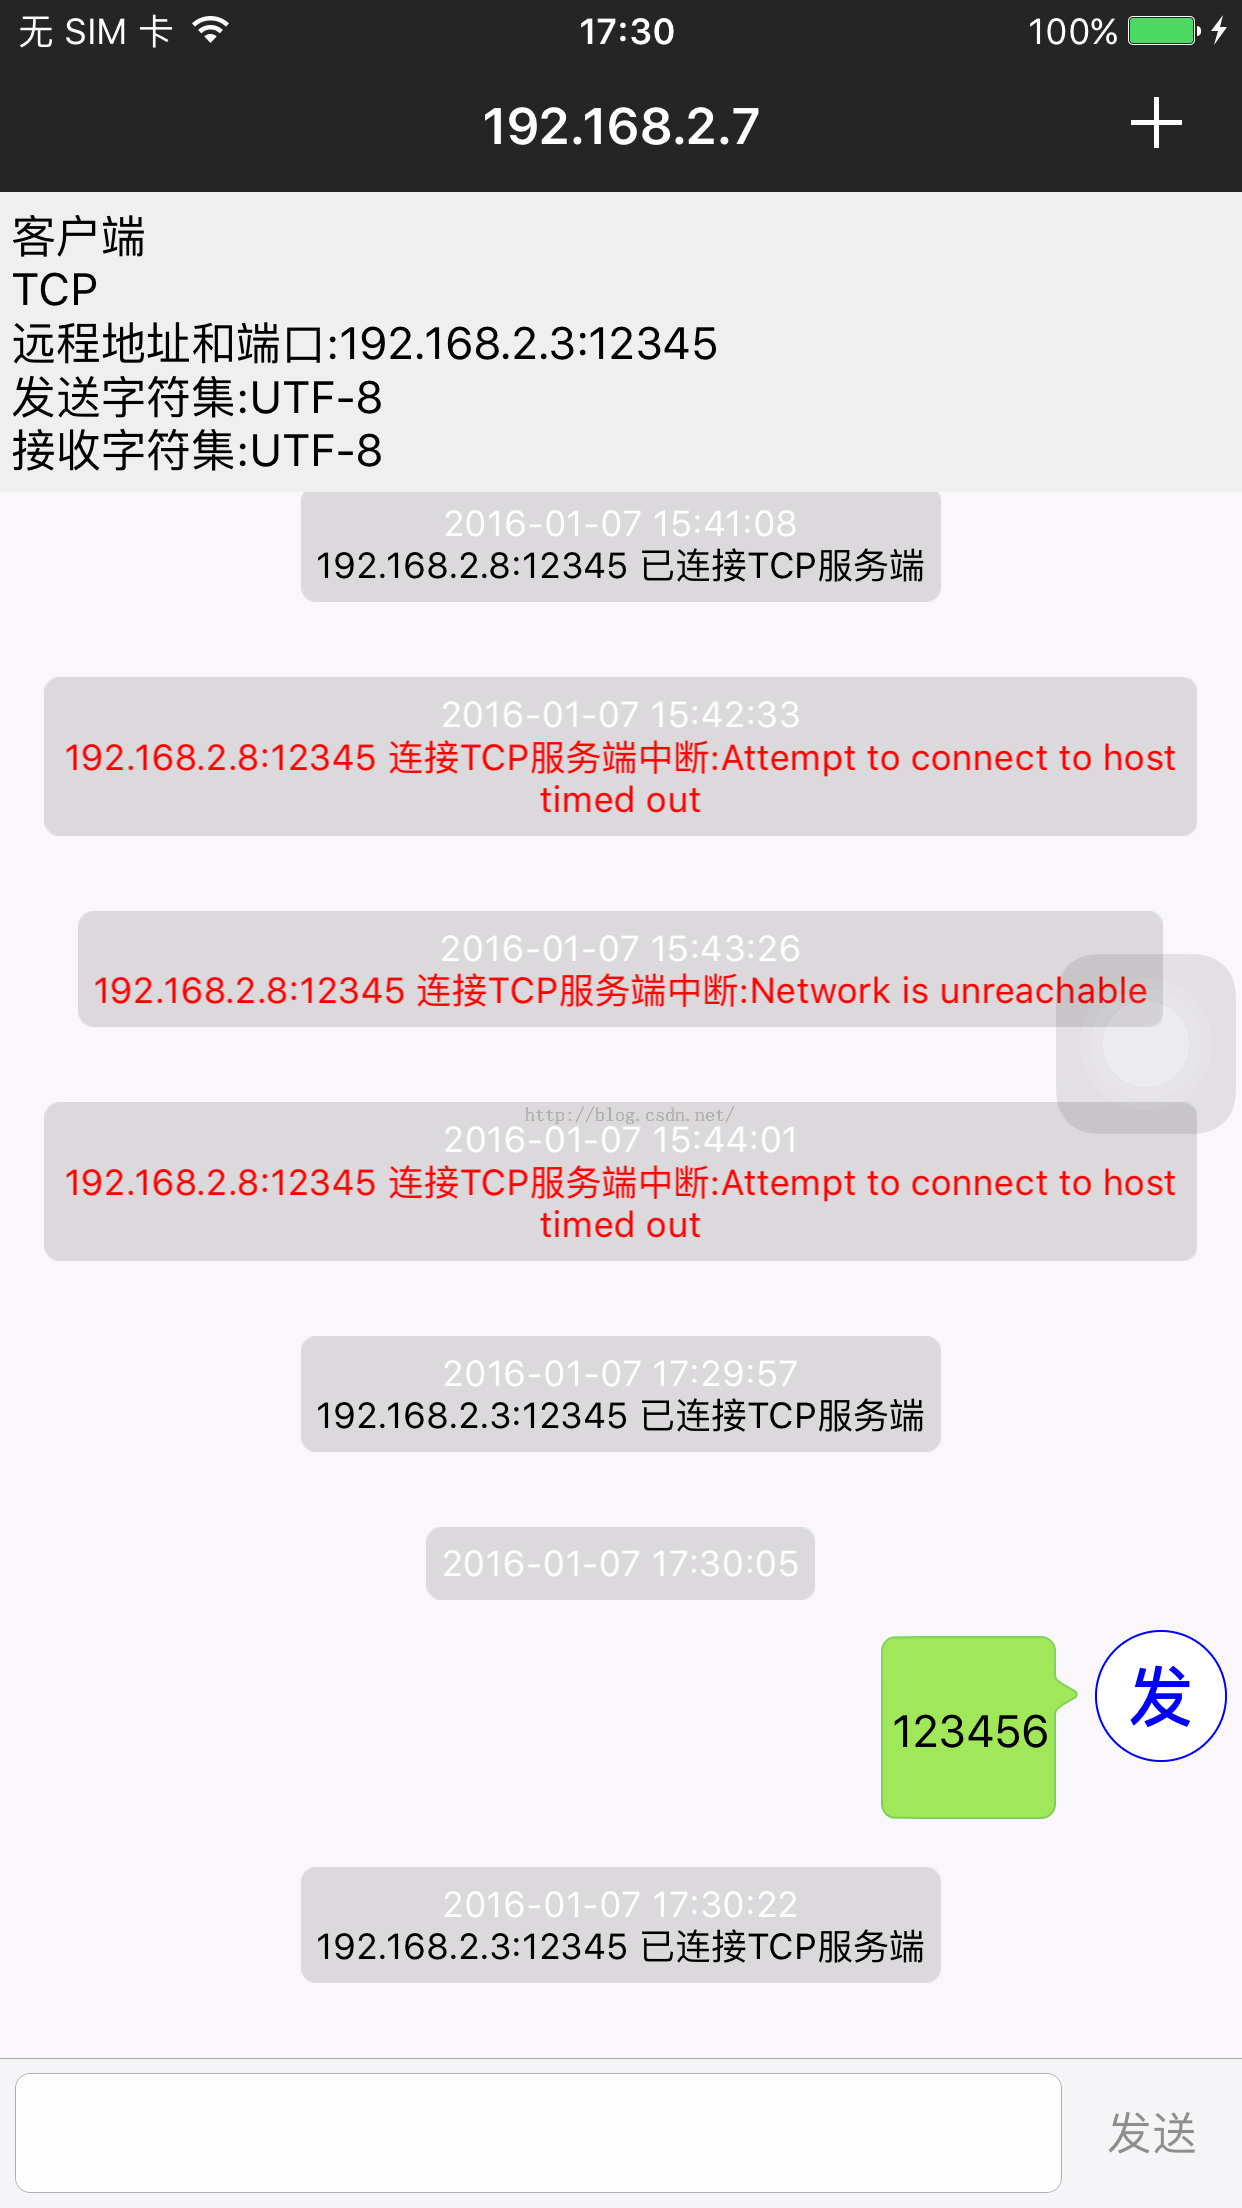 无 SIM 卡 17:30 100%
192.168.2.7
客户端
TCP
远程地址和端口:192.168.2.3:12345
发送字符集:UTF-8
接收字符集:UTF-8
2016-01-07 15:41:08
192.168.2.8:12345 已连接TCP服务端
2016-01-07 15:42:33
192.168.2.8:12345 连接TCP服务端中断:Attempt to connect to host
timed out
2016-01-07 15:43:26
192.168.2.8:12345 连接TCP服务端中断:Network is unreachable
http://blog.csdn.net/
2016-01-07 15:44:01
192.168.2.8:12345 连接TCP服务端中断:Attempt to connect to host
timed out
2016-01-07 17:29:57
192.168.2.3:12345 已连接TCP服务端
2016-01-07 17:30:05
123456
发
2016-01-07 17:30:22
192.168.2.3:12345 已连接TCP服务端
发送